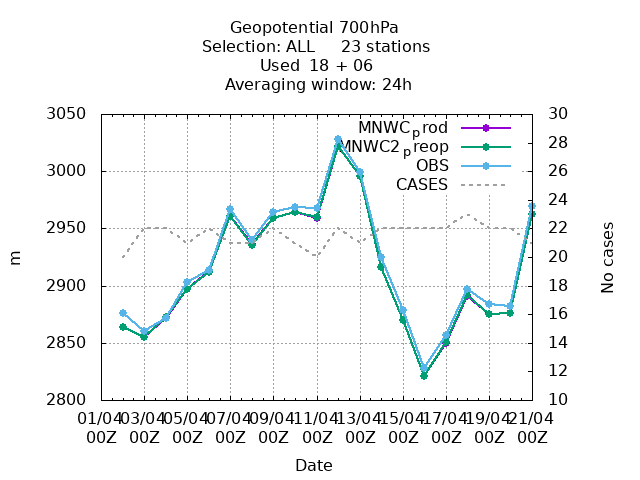 Geopotential 700hPa
Selection: ALL     23 stations
Used  18 + 06
Averaging window: 24h
3050
3000
2950
2900
2850
2800
30
28
26
24
22
20
18
16
14
12
10
m
No cases
MNWCprod
MNWC2preop
OBS
CASES
01/04 03/04 05/04 07/04 09/04 11/04 13/04 15/04 17/04 19/04 21/04
00Z 00Z 00Z 00Z 00Z 00Z 00Z 00Z 00Z 00Z 00Z
Date